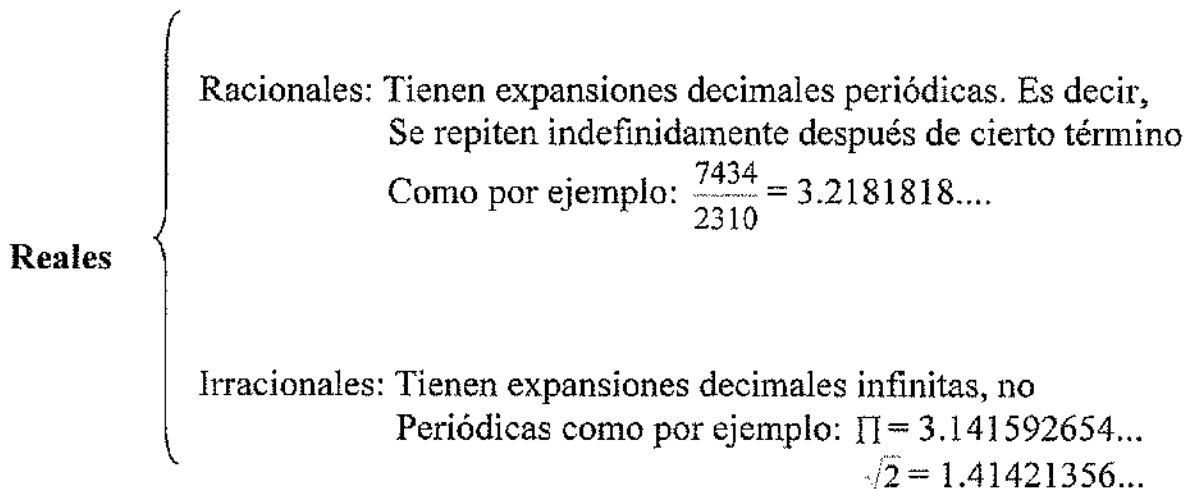 Racionales: Tienen expansiones decimales periódicas. Es decir,
Se repiten indefinidamente después de cierto término
Como por ejemplo: 7434/2310 = 3.2181818....
Reales
Irracionales: Tienen expansiones decimales infinitas, no
Periódicas como por ejemplo: ∏ = 3.141592654...
√2 = 1.41421356...